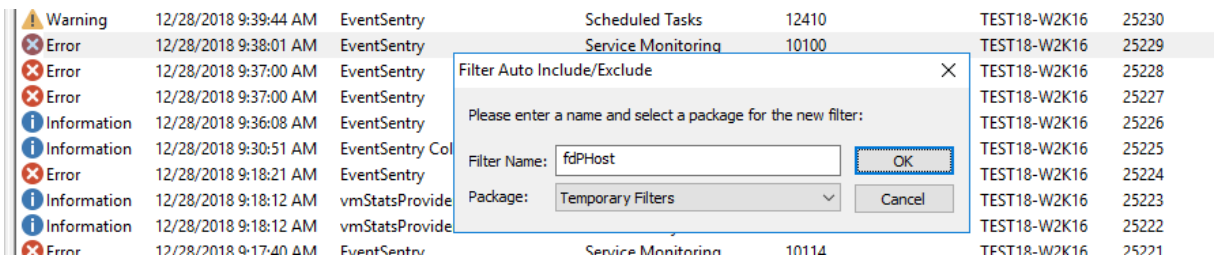 Warning 12/28/2018 9:39:44 AM EventSentry Scheduled Tasks 12410 TEST18-W2K16 25230
Error 12/28/2018 9:38:01 AM EventSentry Service Monitoring 10100 TEST18-W2K16 25229
Error 12/28/2018 9:37:00 AM EventSentry TEST18-W2K16 25228
Error 12/28/2018 9:37:00 AM EventSentry TEST18-W2K16 25227
Information 12/28/2018 9:36:08 AM EventSentry TEST18-W2K16 25226
Information 12/28/2018 9:30:51 AM EventSentry Col TEST18-W2K16 25225
Error 12/28/2018 9:18:21 AM EventSentry TEST18-W2K16 25224
Information 12/28/2018 9:18:12 AM vmStatsProvide TEST18-W2K16 25223
Information 12/28/2018 9:18:12 AM vmStatsProvide TEST18-W2K16 25222
Error 12/28/2018 9:17:40 AM EventSentry Service Monitoring 10114 TEST18-W2K16 25221
Filter Auto Include/Exclude
Please enter a name and select a package for the new filter:
Filter Name: fdPHost OK
Package: Temporary Filters Cancel